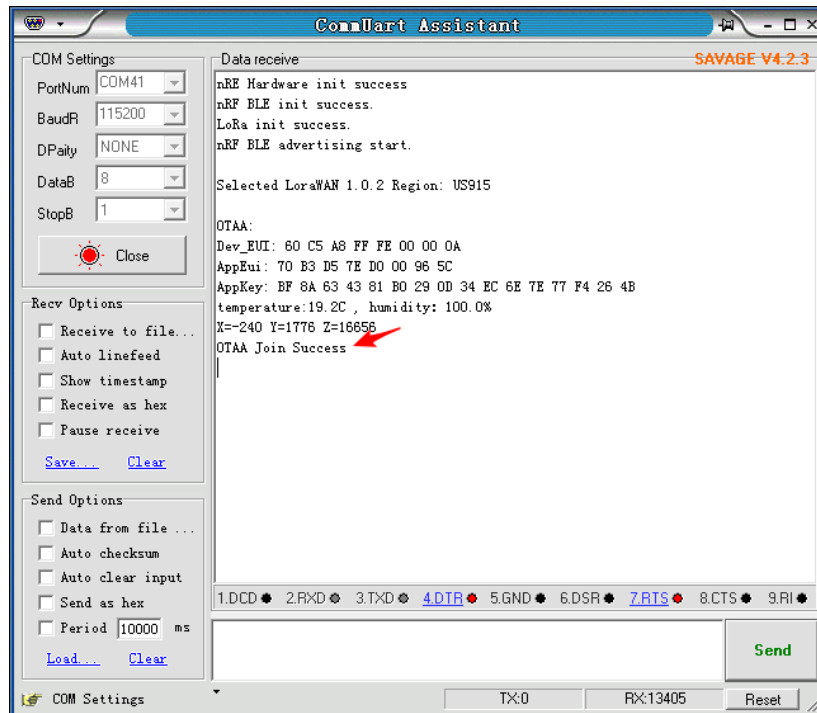 CommUart Assistant
COM Settings
PortNum COM41
BaudR 115200
DPaity NONE
DataB 8
StopB 1
Close
Recv Options
Receive to file...
Auto linefeed
Show timestamp
Receive as hex
Pause receive
Save... Clear
Send Options
Data from file ...
Auto checksum
Auto clear input
Send as hex
Period 10000 ms
Load... Clear
Data receive SAVAGE V4.2.3
nRE Hardware init success
nRF BLE init success.
LoRa init success.
nRF BLE advertising start.
Selected LoraWAN 1.0.2 Region: US915
OTAA:
Dev_EUI: 60 C5 A8 FF FE 00 00 0A
AppEui: 70 B3 D5 7E D0 00 96 5C
AppKey: BF 8A 63 43 81 B0 29 0D 34 EC 6E 7E 77 F4 26 4B
temperature:19.2C , humidity: 100.0%
X=-240 Y=1776 Z=16656
OTAA Join Success
1.DCD 2.RXD 3.TXD 4.DTR 5.GND 6.DSR 7.RTS 8.CTS 9.RI
Send
COM Settings TX:0 RX:13405 Reset